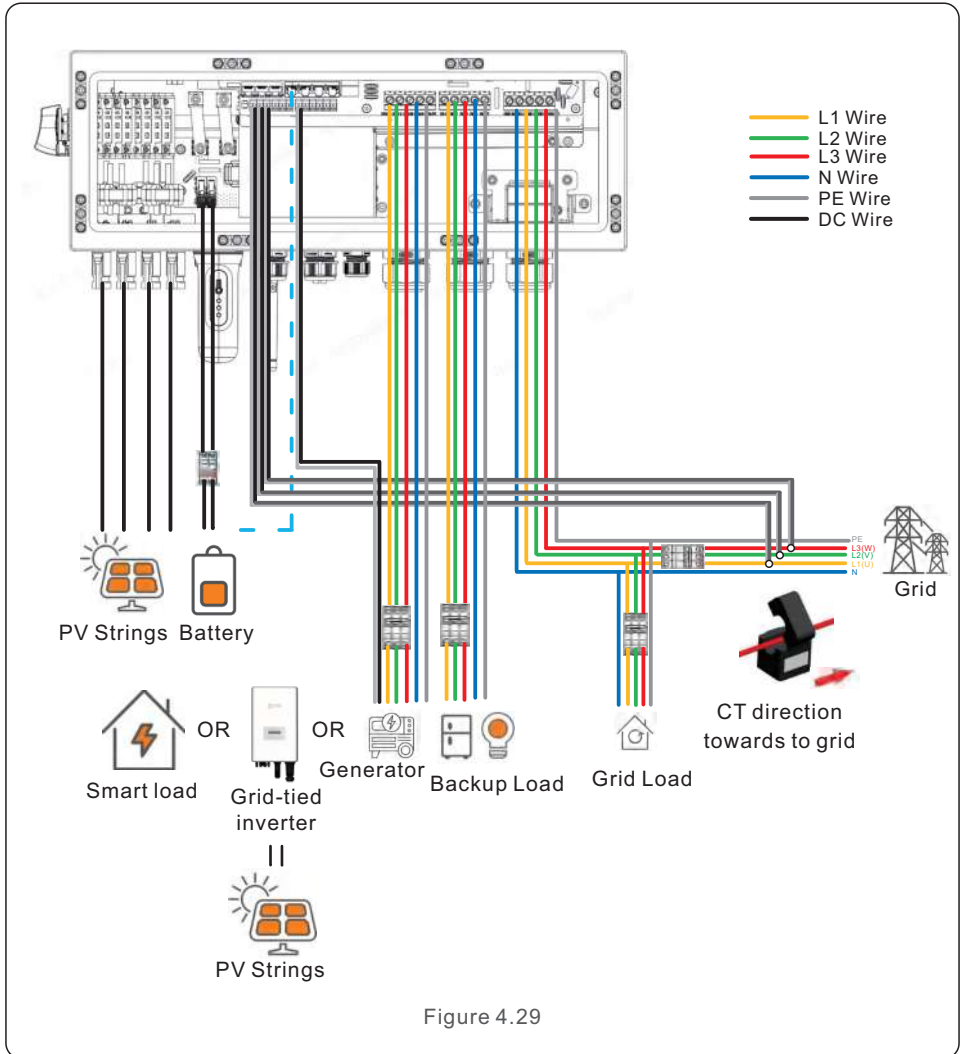 L1 Wire
L2 Wire
L3 Wire
N Wire
PE Wire
DC Wire
PE
L3(W)
L2(V)
L1(U)
N
Grid
PV Strings
Battery
CT direction
towards to grid
OR
OR
Smart load
Grid-tied
inverter
Generator
Backup Load
Grid Load
PV Strings
Figure 4.29